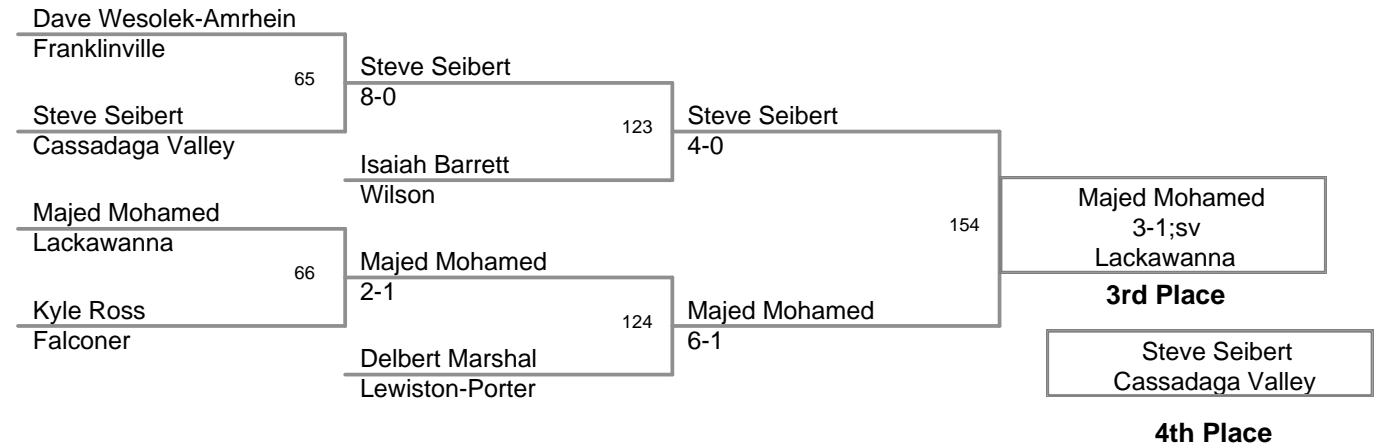 Dave Wesolek-Amrhein
Franklinville
65
Steve Seibert
8-0
Steve Seibert
Cassadaga Valley
123
Steve Seibert
4-0
Isaiah Barrett
Wilson
Majed Mohamed
Lackawanna
66
Majed Mohamed
2-1
Kyle Ross
Falconer
124
Majed Mohamed
6-1
Delbert Marshal
Lewiston-Porter
154
Majed Mohamed
3-1;sv
Lackawanna
3rd Place
Steve Seibert
Cassadaga Valley
4th Place